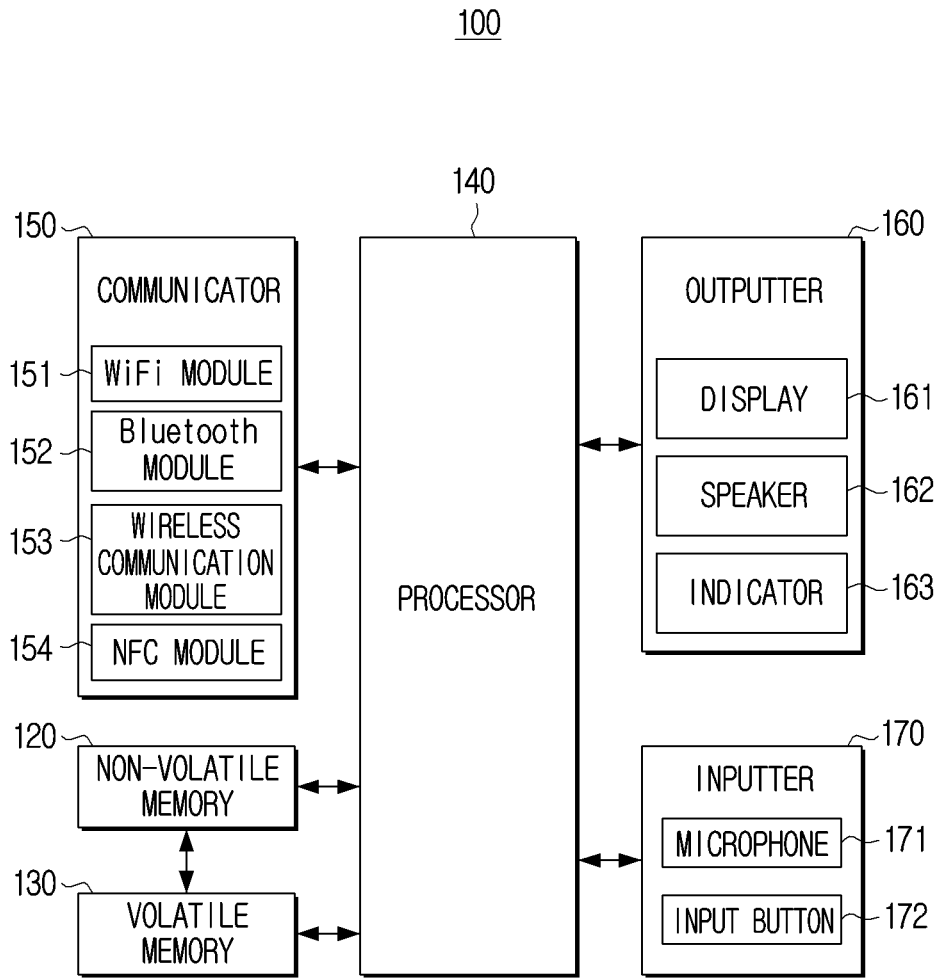 100
140
150
COMMUNICATOR
151
WiFi MODULE
152
Bluetooth
MODULE
153
WIRELESS
COMMUNICATION
MODULE
154
NFC MODULE
120
NON-VOLATILE
MEMORY
130
VOLATILE
MEMORY
PROCESSOR
160
OUTPUTTER
DISPLAY
161
SPEAKER
162
INDICATOR
163
170
INPUTTER
MICROPHONE
171
INPUT BUTTON
172